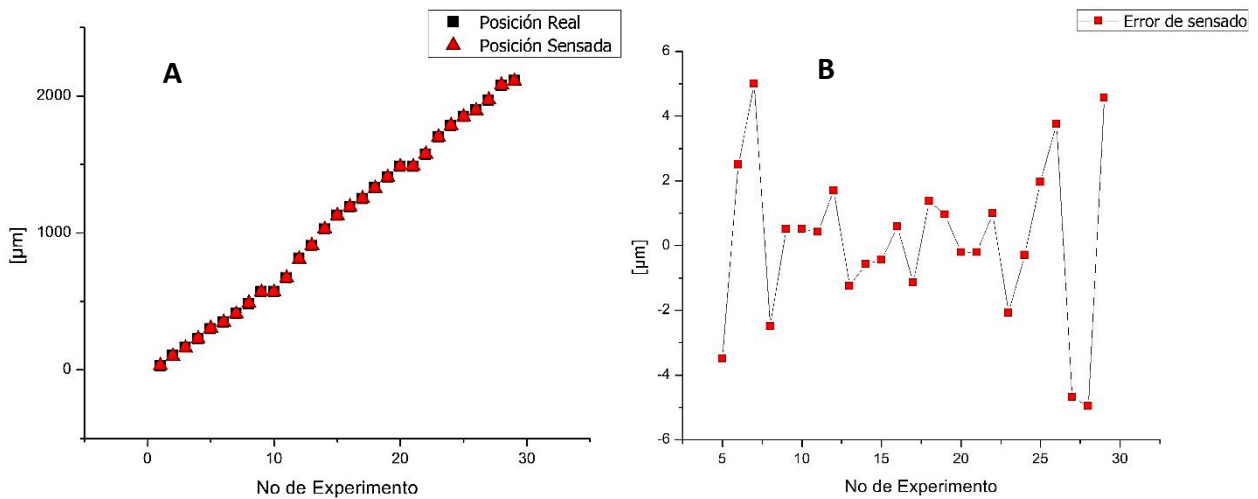 Posición Real
Posición Sensada
A
2000
1000
0
[µm]
0
10
20
30
No de Experimento
Error de sensado
B
6
4
2
0
-2
-4
-6
[µm]
5
10
15
20
25
30
No de Experimento